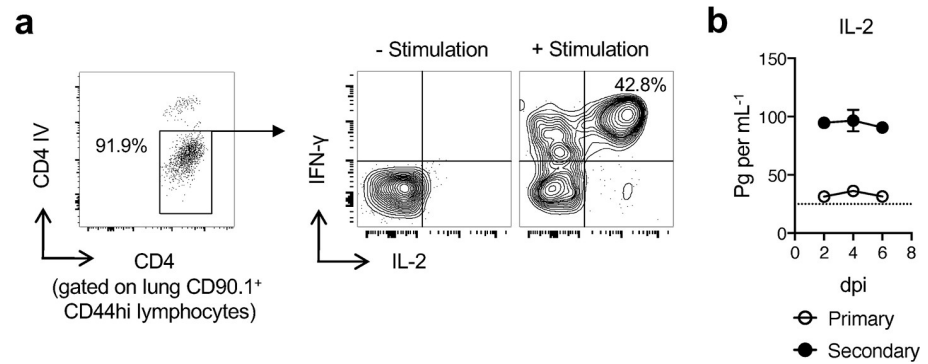 a
- Stimulation
+ Stimulation
91.9%
42.8%
CD4 IV
CD4
(gated on lung CD90.1⁺
CD44hi lymphocytes)
IFN-γ
IL-2
b
IL-2
Pg per mL⁻¹
150
100
50
0
0 2 4 6 8
dpi
Primary
Secondary